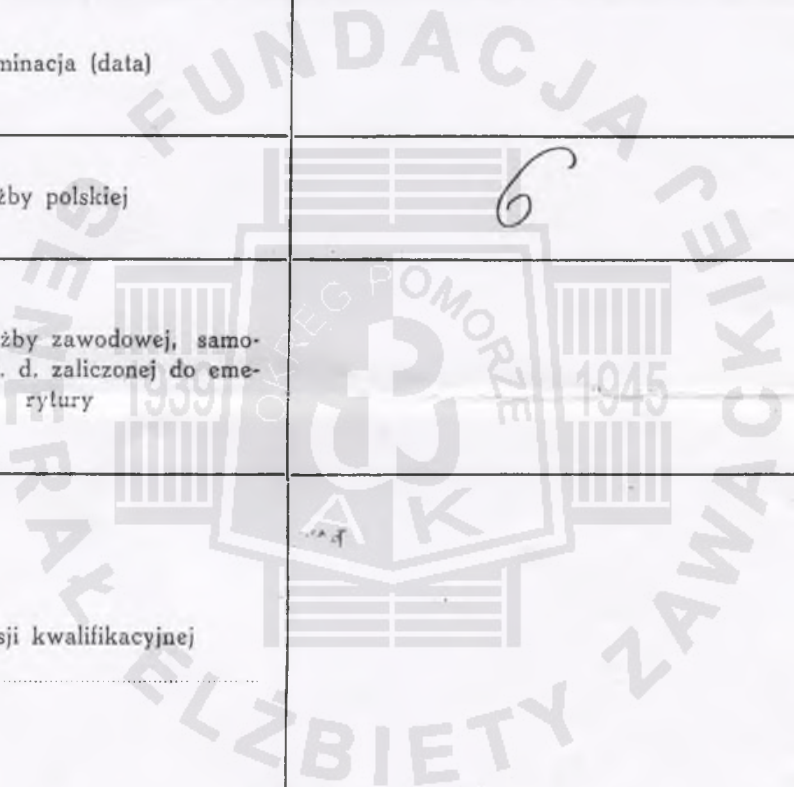 minacja (data)
żby polskiej
6
żby zawodowej, samo-
. d. zaliczonej do eme-
rytury
sji kwalifikacyjnej
FUNDACJA JEJ
GENERAŁ ELŻBIETY ZAWACKIEJ
OKRĘG POMORZE
1939
1945
AK